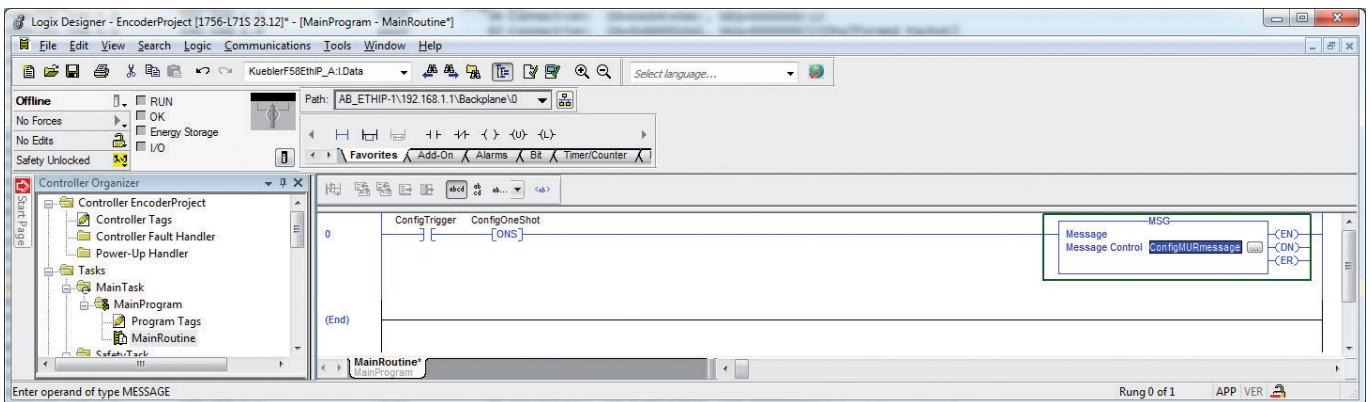 Logix Designer - EncoderProject [1756-L71S 23.12]* - [MainProgram - MainRoutine*]
File Edit View Search Logic Communications Tools Window Help
KueblerF58EthIP_A:I.Data
Select language...
Offline
RUN
Path: AB_ETHIP-1\192.168.1.1\Backplane\0
No Forces
OK
Energy Storage
No Edits
I/O
Safety Unlocked
Favorites Add-On Alarms Bit Timer/Counter
Controller Organizer
Start Page
Controller EncoderProject
Controller Tags
Controller Fault Handler
Power-Up Handler
Tasks
MainTask
MainProgram
Program Tags
MainRoutine
SafetyTask
abcd ab cd ab... <ab>
ConfigTrigger ConfigOneShot
0
ONS
MSG
Message
Message Control ConfigMURmessage ...
EN
DN
ER
(End)
MainRoutine*
MainProgram
Enter operand of type MESSAGE
Rung 0 of 1 APP VER